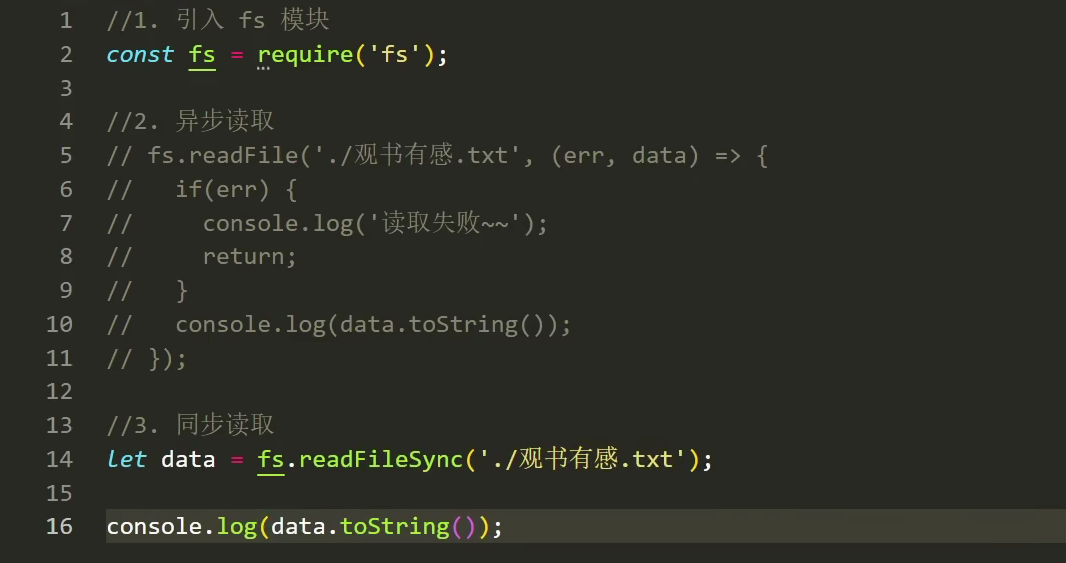 1 //1. 引入 fs 模块
2 const fs = require('fs');
3
4 //2. 异步读取
5 // fs.readFile('./观书有感.txt', (err, data) => {
6 //   if(err) {
7 //     console.log('读取失败~~');
8 //     return;
9 //   }
10 //   console.log(data.toString());
11 // });
12
13 //3. 同步读取
14 let data = fs.readFileSync('./观书有感.txt');
15
16 console.log(data.toString());